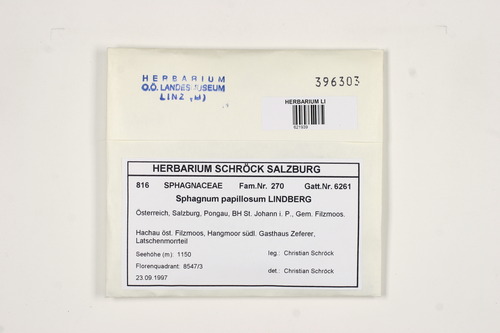 HERBARIUM
O.Ö. LANDESMUSEUM
LINZ
396303
HERBARIUM LI
621939
HERBARIUM SCHRÖCK SALZBURG
816 SPHAGNACEAE Fam.Nr. 270 Gatt.Nr. 6261
Sphagnum papillosum LINDBERG
Österreich, Salzburg, Pongau, BH St. Johann i. P., Gem. Filzmoos.
Hachau öst. Filzmoos, Hangmoor südl. Gasthaus Zeferer,
Latschenmorrteil
Seehöhe (m): 1150 leg.: Christian Schröck
Florenquadrant: 8547/3
det.: Christian Schröck
23.09.1997